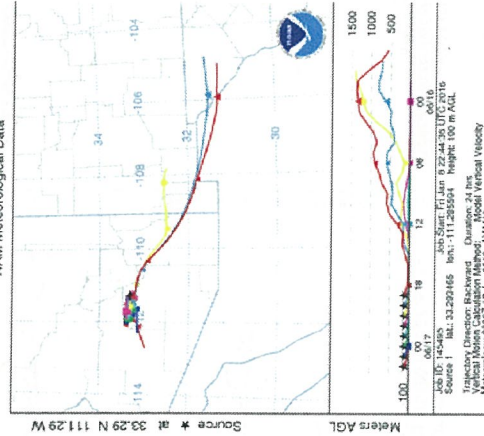 NAM Meteorological Data
Source ★ at 33.29 N 111.29 W
-104
-106
-108
-110
-114
34
32
30
Meters AGL
1500
1000
500
100
00
18
12
06
00
06/17
06/16
Job ID: 145495 Job Start: Fri Jan 8 22:44:36 UTC 2016
Source 1 lat.: 33.293466 lon.: -111.285594 height: 100 m AGL
Trajectory Direction: Backward Duration: 24 hrs
Vertical Motion Calculation Method: Model Vertical Velocity